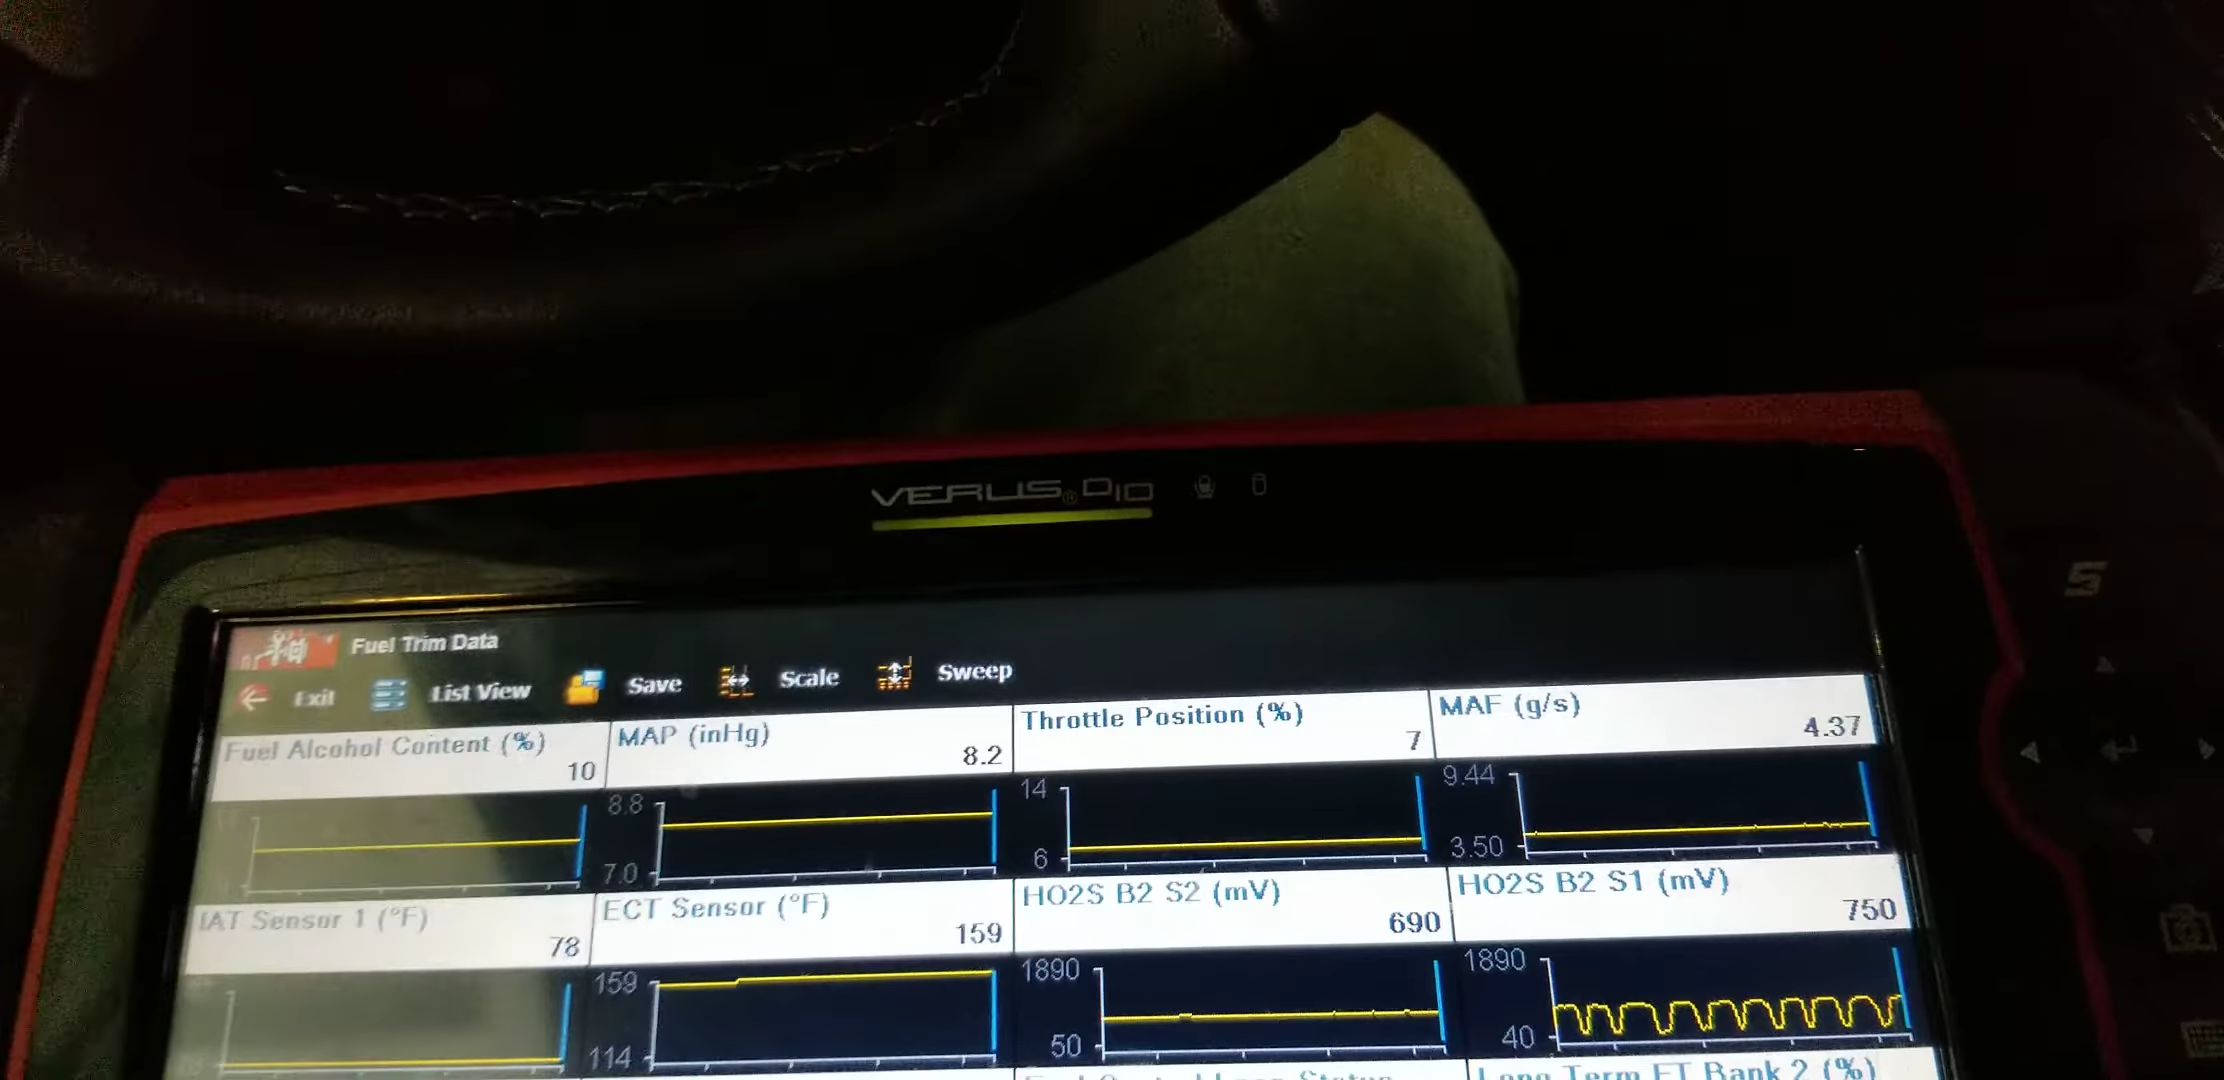 VERUS® D10
S
Fuel Trim Data
Exit
List View
Save
Scale
Sweep
Fuel Alcohol Content (%)
10
MAP (inHg)
8.2
Throttle Position (%)
7
MAF (g/s)
4.37
11
8.8
7.0
14
6
9.44
3.50
IAT Sensor 1 (°F)
78
ECT Sensor (°F)
159
HO2S B2 S2 (mV)
690
HO2S B2 S1 (mV)
750
159
114
1890
50
1890
40
Long Term FT Bank 2 (%)